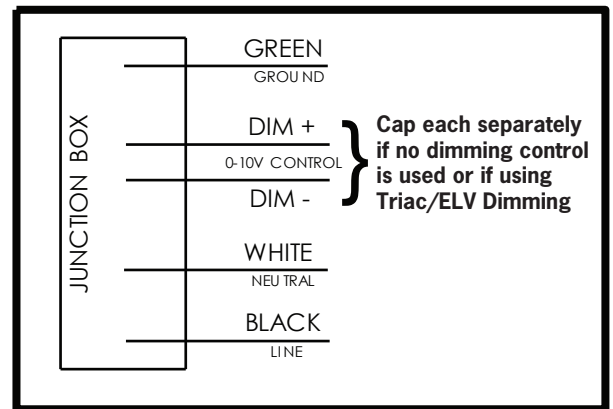 JUNCTION BOX
GREEN
GROUND
DIM +
0-10V CONTROL
DIM -
Cap each separately
if no dimming control
is used or if using
Triac/ELV Dimming
WHITE
NEUTRAL
BLACK
LINE